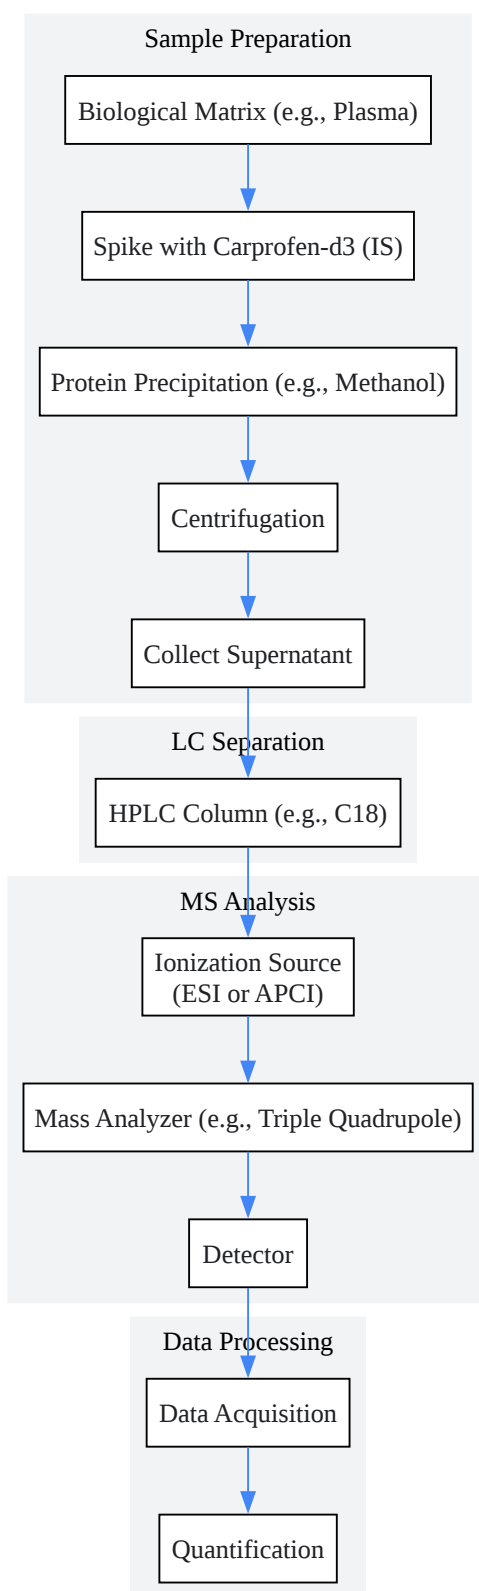 Sample Preparation
Biological Matrix (e.g., Plasma)
Spike with Carprofen-d3 (IS)
Protein Precipitation (e.g., Methanol)
Centrifugation
Collect Supernatant
LC Separation
HPLC Column (e.g., C18)
MS Analysis
Ionization Source
(ESI or APCI)
Mass Analyzer (e.g., Triple Quadrupole)
Detector
Data Processing
Data Acquisition
Quantification